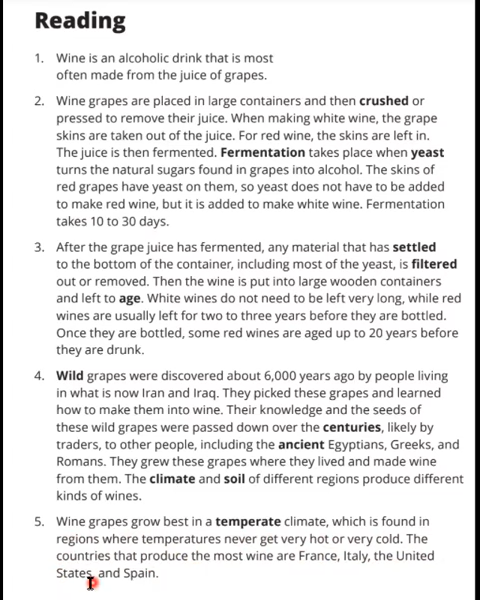 Reading
1. Wine is an alcoholic drink that is most
often made from the juice of grapes.
2. Wine grapes are placed in large containers and then crushed or
pressed to remove their juice. When making white wine, the grape
skins are taken out of the juice. For red wine, the skins are left in.
The juice is then fermented. Fermentation takes place when yeast
turns the natural sugars found in grapes into alcohol. The skins of
red grapes have yeast on them, so yeast does not have to be added
to make red wine, but it is added to make white wine. Fermentation
takes 10 to 30 days.
3. After the grape juice has fermented, any material that has settled
to the bottom of the container, including most of the yeast, is filtered
out or removed. Then the wine is put into large wooden containers
and left to age. White wines do not need to be left very long, while red
wines are usually left for two to three years before they are bottled.
Once they are bottled, some red wines are aged up to 20 years before
they are drunk.
4. Wild grapes were discovered about 6,000 years ago by people living
in what is now Iran and Iraq. They picked these grapes and learned
how to make them into wine. Their knowledge and the seeds of
these wild grapes were passed down over the centuries, likely by
traders, to other people, including the ancient Egyptians, Greeks, and
Romans. They grew these grapes where they lived and made wine
from them. The climate and soil of different regions produce different
kinds of wines.
5. Wine grapes grow best in a temperate climate, which is found in
regions where temperatures never get very hot or very cold. The
countries that produce the most wine are France, Italy, the United
States, and Spain.